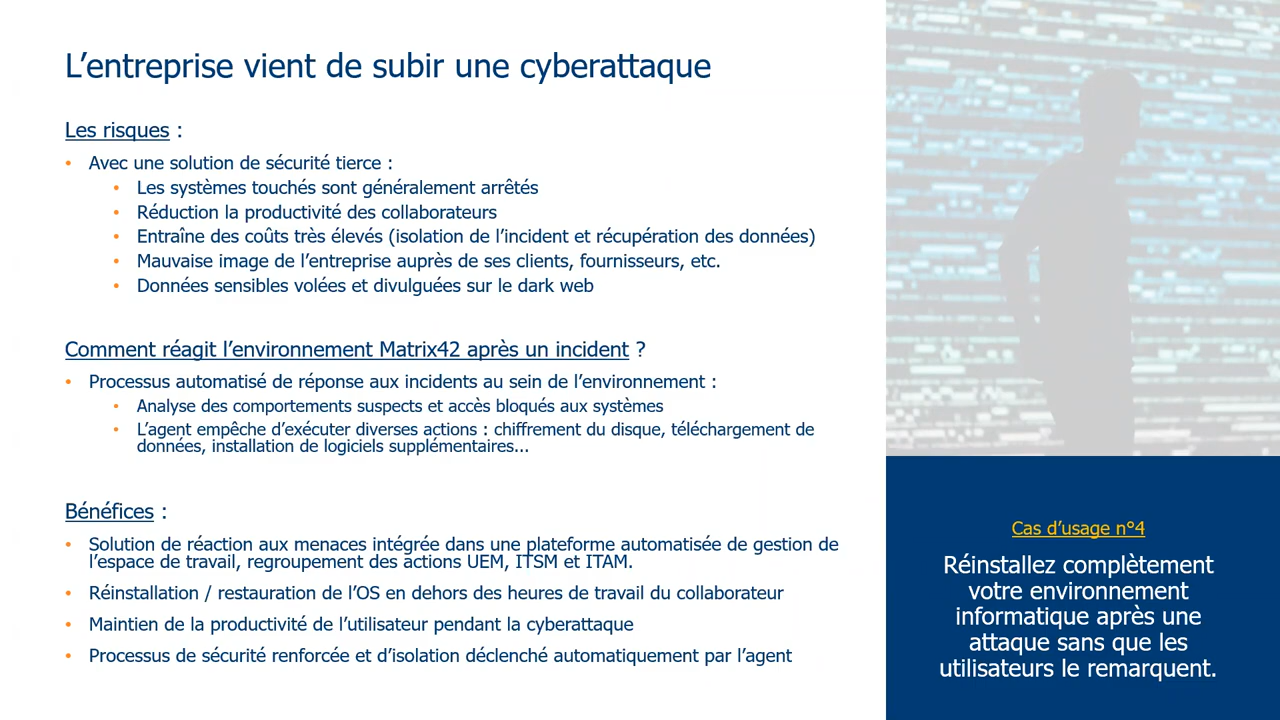 L’entreprise vient de subir une cyberattaque
Les risques :
• Avec une solution de sécurité tierce :
• Les systèmes touchés sont généralement arrêtés
• Réduction la productivité des collaborateurs
• Entraîne des coûts très élevés (isolation de l’incident et récupération des données)
• Mauvaise image de l’entreprise auprès de ses clients, fournisseurs, etc.
• Données sensibles volées et divulguées sur le dark web
Comment réagit l’environnement Matrix42 après un incident ?
• Processus automatisé de réponse aux incidents au sein de l’environnement :
• Analyse des comportements suspects et accès bloqués aux systèmes
• L’agent empêche d’exécuter diverses actions : chiffrement du disque, téléchargement de
données, installation de logiciels supplémentaires...
Bénéfices :
• Solution de réaction aux menaces intégrée dans une plateforme automatisée de gestion de
l’espace de travail, regroupement des actions UEM, ITSM et ITAM.
• Réinstallation / restauration de l’OS en dehors des heures de travail du collaborateur
• Maintien de la productivité de l’utilisateur pendant la cyberattaque
• Processus de sécurité renforcée et d’isolation déclenché automatiquement par l’agent
Cas d’usage n°4
Réinstallez complètement
votre environnement
informatique après une
attaque sans que les
utilisateurs le remarquent.